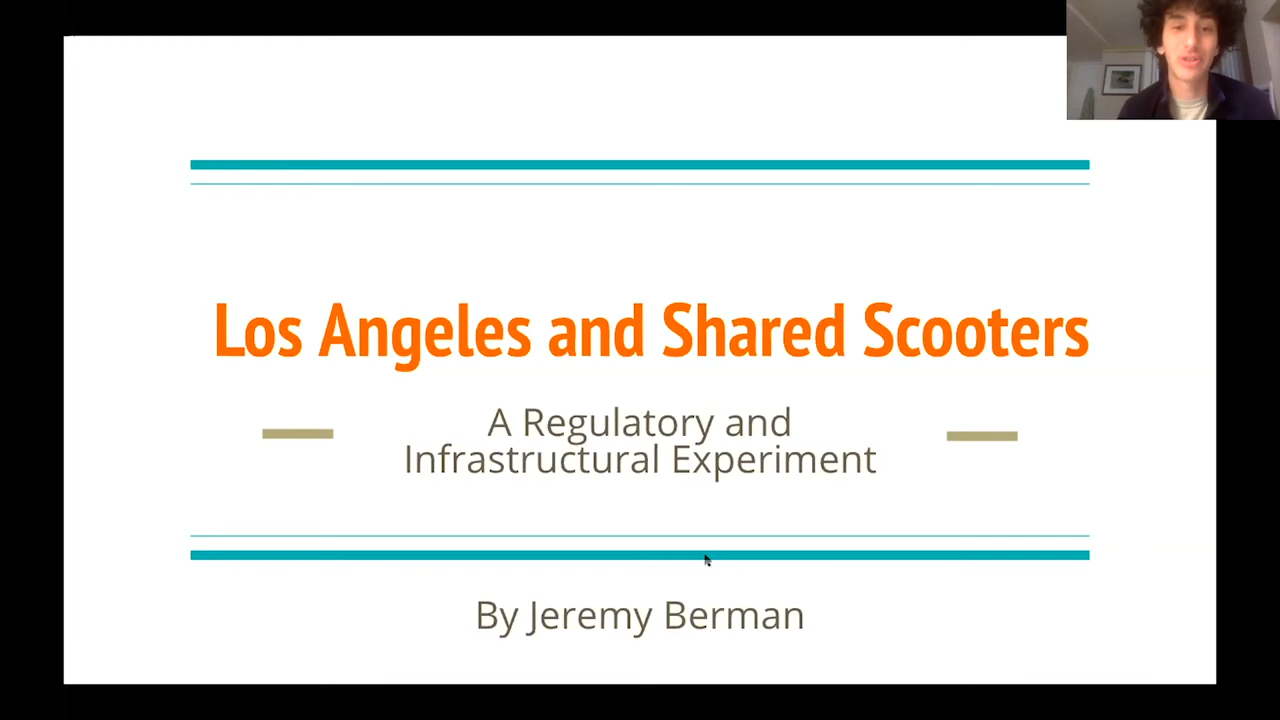 Los Angeles and Shared Scooters
A Regulatory and
Infrastructural Experiment
By Jeremy Berman